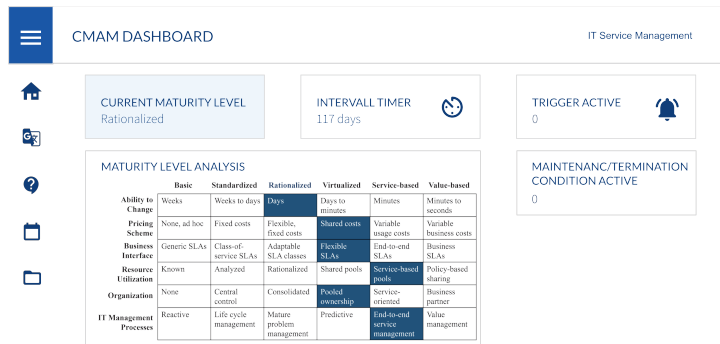 CMAM DASHBOARD
IT Service Management
CURRENT MATURITY LEVEL
Rationalized
INTERVALL TIMER
117 days
TRIGGER ACTIVE
0
MATURITY LEVEL ANALYSIS
MAINTENANC/TERMINATION
CONDITION ACTIVE
0
Basic Standardized Rationalized Virtualized Service-based Value-based
Ability to Change Weeks Weeks to days Days Days to minutes Minutes Minutes to seconds
Pricing Scheme None, ad hoc Fixed costs Flexible, fixed costs Shared costs Variable usage costs Variable business costs
Business Interface Generic SLAs Class-of-service SLAs Adaptable SLA classes Flexible SLAs End-to-end SLAs Business SLAs
Resource Utilization Known Analyzed Rationalized Shared pools Service-based pools Policy-based sharing
Organization None Central control Consolidated Pooled ownership Service-oriented Business partner
IT Management Processes Reactive Life cycle management Mature problem management Predictive End-to-end service management Value management